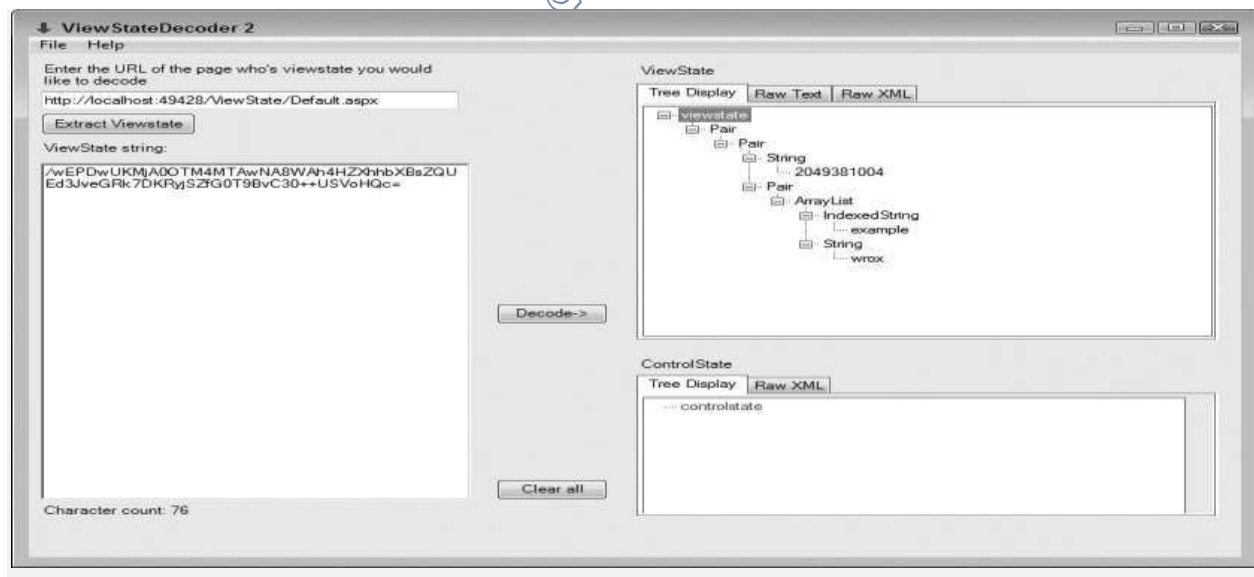 ViewStateDecoder 2
File Help
Enter the URL of the page who's viewstate you would
like to decode
http://localhost:49428/ViewState/Default.aspx
Extract Viewstate
ViewState string:
/wEPDwUKMjA0OTM4MTAwNA8WAh4HZXhhbXBsZQU
Ed3JveGRk7DKRyjSZfG0T9BvC30++USVoHQc=
Character count: 76
Decode->
Clear all
ViewState
Tree Display Raw Text Raw XML
viewstate
Pair
Pair
String
2049381004
Pair
ArrayList
IndexedString
example
String
wrox
ControlState
Tree Display Raw XML
controlstate